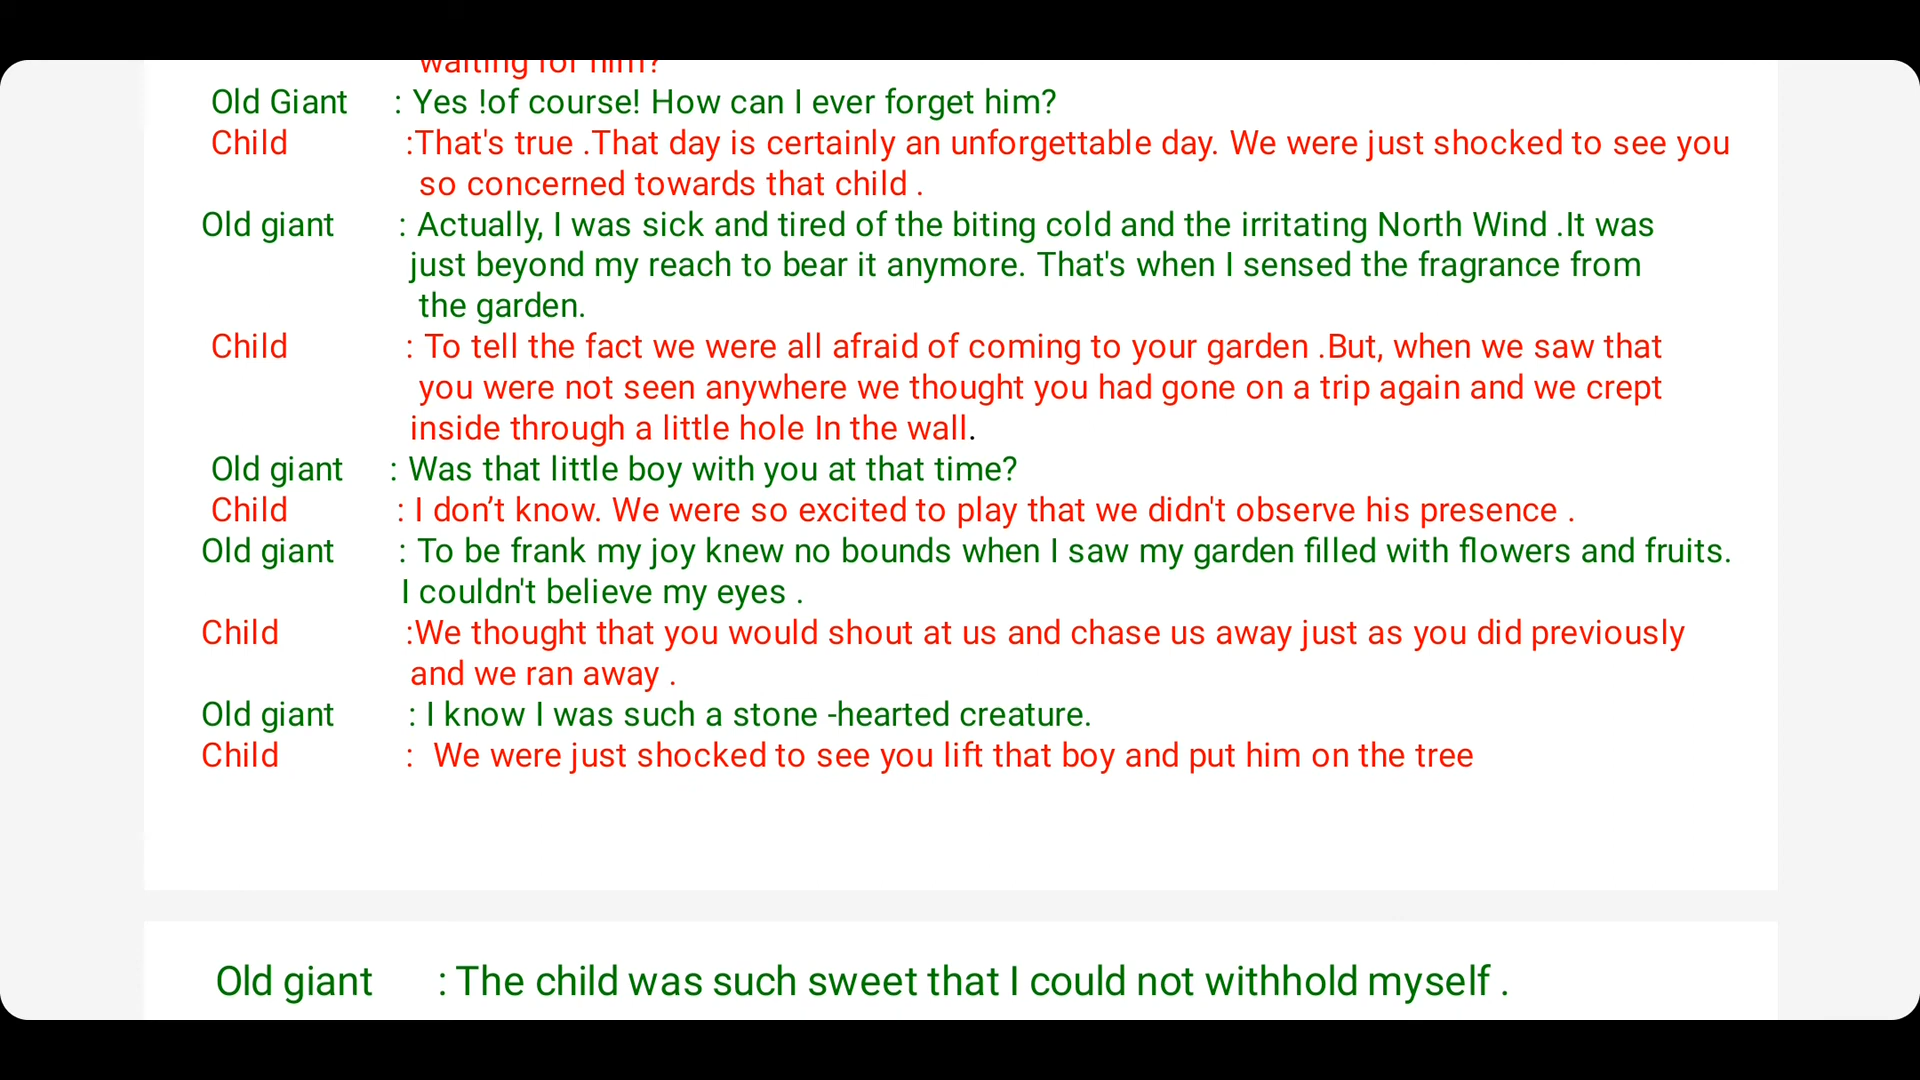 waiting for him?
Old Giant : Yes !of course! How can I ever forget him?
Child :That's true .That day is certainly an unforgettable day. We were just shocked to see you
so concerned towards that child .
Old giant : Actually, I was sick and tired of the biting cold and the irritating North Wind .It was
just beyond my reach to bear it anymore. That's when I sensed the fragrance from
the garden.
Child : To tell the fact we were all afraid of coming to your garden .But, when we saw that
you were not seen anywhere we thought you had gone on a trip again and we crept
inside through a little hole In the wall.
Old giant : Was that little boy with you at that time?
Child : I don’t know. We were so excited to play that we didn't observe his presence .
Old giant : To be frank my joy knew no bounds when I saw my garden filled with flowers and fruits.
I couldn't believe my eyes .
Child :We thought that you would shout at us and chase us away just as you did previously
and we ran away .
Old giant : I know I was such a stone -hearted creature.
Child : We were just shocked to see you lift that boy and put him on the tree
Old giant : The child was such sweet that I could not withhold myself .